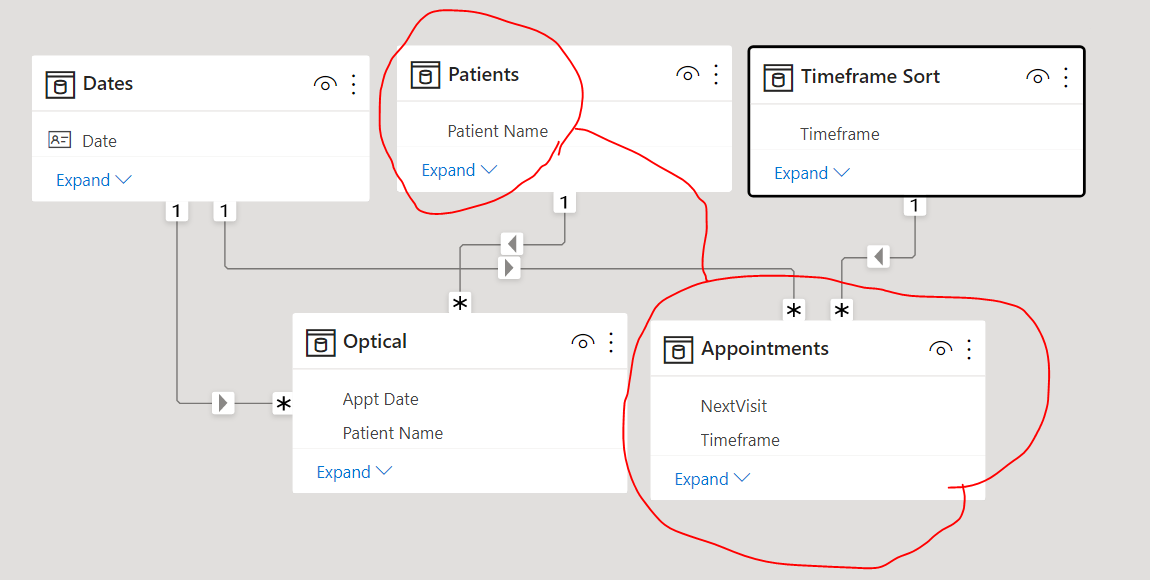 Dates
Date
Expand
Patients
Patient Name
Expand
Timeframe Sort
Timeframe
Expand
1
1
1
1
*
*
*
*
Optical
Appt Date
Patient Name
Expand
Appointments
NextVisit
Timeframe
Expand